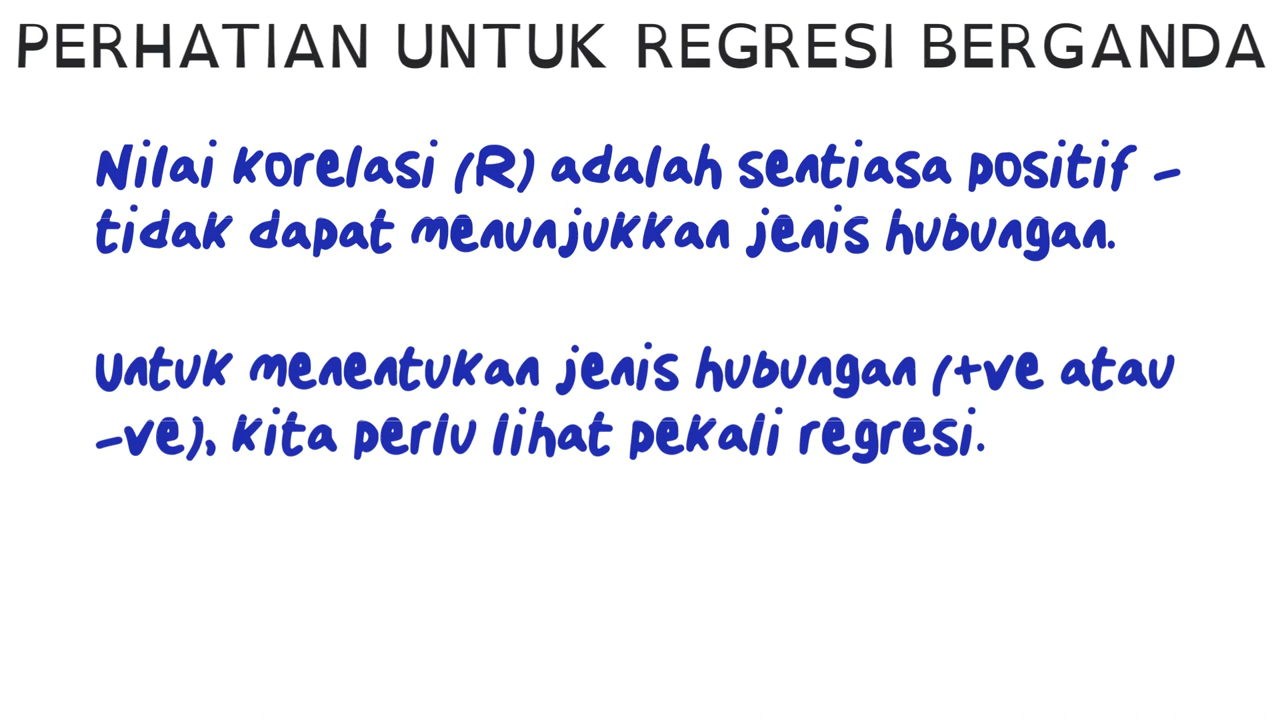 PERHATIAN UNTUK REGRESI BERGANDA
Nilai korelasi (R) adalah sentiasa positif –
tidak dapat menunjukkan jenis hubungan.
Untuk menentukan jenis hubungan (+ve atau
–ve), kita perlu lihat pekali regresi.